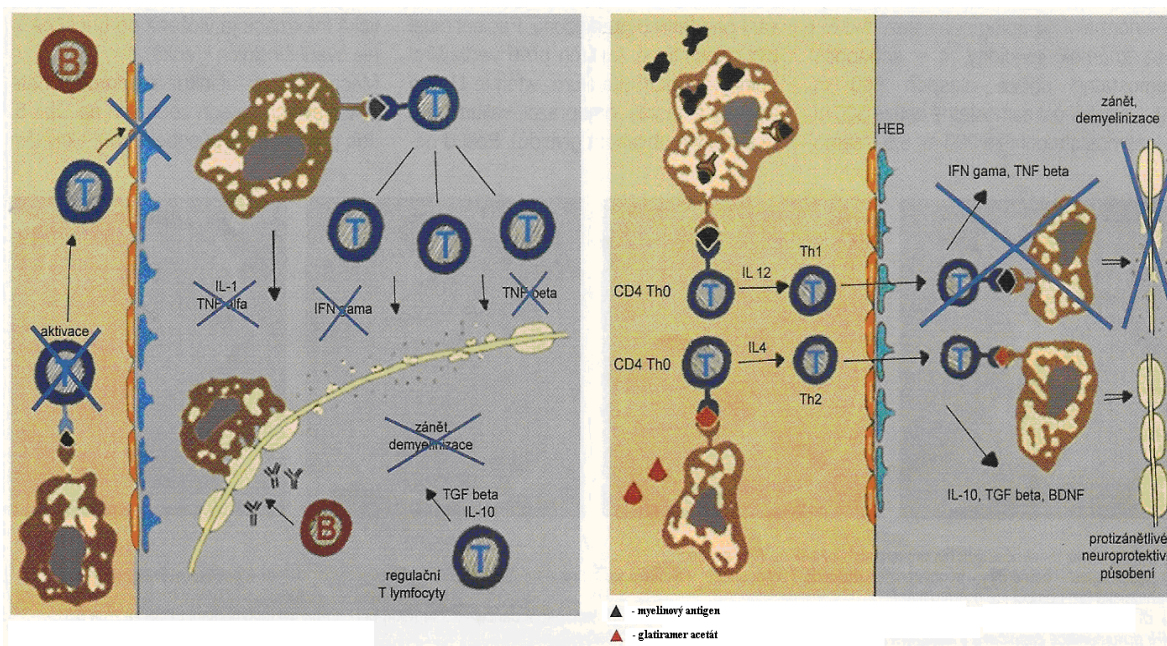 B
T
aktivace
T
T
T
T
T
IL-1
TNF alfa
IFN gama
TNF beta
zánět,
demyelinizace
TGF beta
IL-10
B
T
regulační
T lymfocyty
HEB
zánět,
demyelinizace
IFN gama, TNF beta
CD4 Th0
T
IL 12
Th1
T
T
CD4 Th0
T
IL4
T
Th2
T
IL-10, TGF beta, BDNF
protizánětlivé
neuroprotektiv
působení
- myelinový antigen
- glatiramer acetát